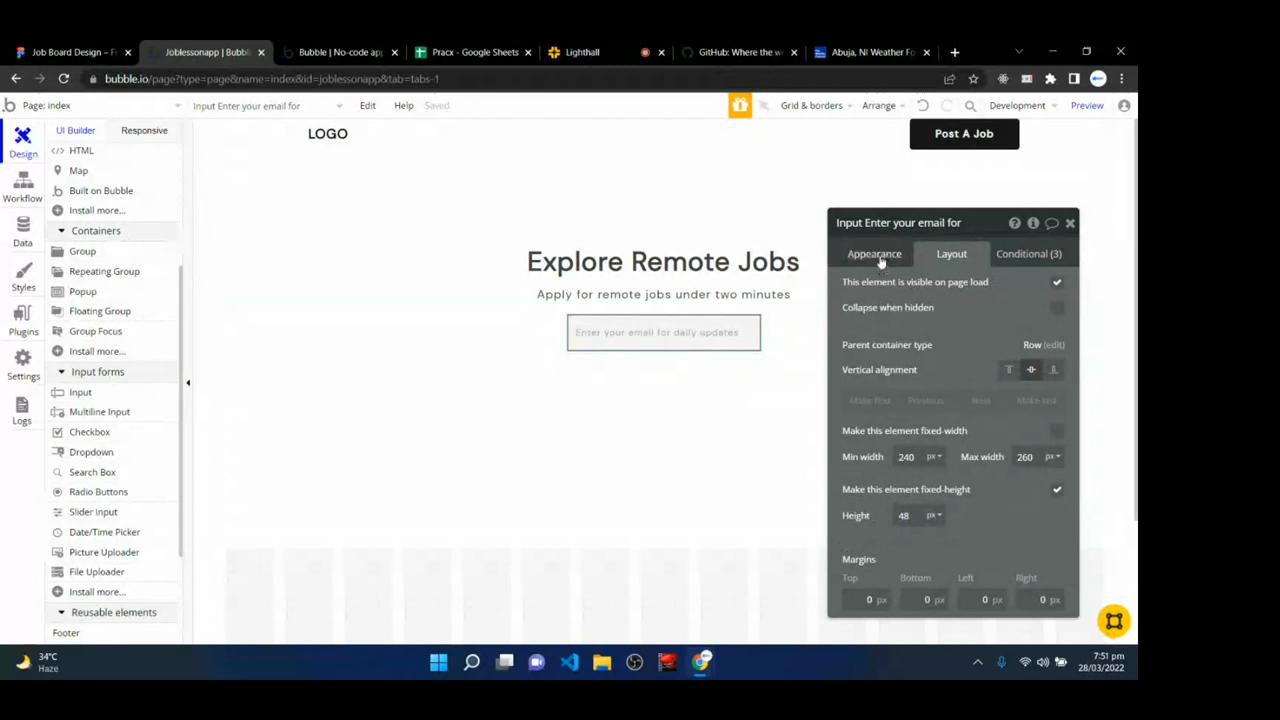 Job Board Design – F
Joblessonapp | Bubbl
Bubble | No-code ap
Pracx - Google Sheets
Lighthall
GitHub: Where the w
Abuja, NI Weather Fo
bubble.io/page?type=page&name=index&id=joblessonapp&tab=tabs-1
Page: index
Input Enter your email for
Edit
Help
Saved
Grid & borders
Arrange
Development
Preview
Design
Workflow
Data
Styles
Plugins
Settings
Logs
UI Builder
Responsive
HTML
Map
Built on Bubble
Install more...
Containers
Group
Repeating Group
Popup
Floating Group
Group Focus
Install more...
Input forms
Input
Multiline Input
Checkbox
Dropdown
Search Box
Radio Buttons
Slider Input
Date/Time Picker
Picture Uploader
File Uploader
Install more...
Reusable elements
Footer
LOGO
Post A Job
Explore Remote Jobs
Apply for remote jobs under two minutes
Enter your email for daily updates
Input Enter your email for
Appearance
Layout
Conditional (3)
This element is visible on page load
Collapse when hidden
Parent container type
Row (edit)
Vertical alignment
Make first
Previous
Next
Make last
Make this element fixed-width
Min width 240 px
Max width 260 px
Make this element fixed-height
Height 48 px
Margins
Top
Bottom
Left
Right
0 px
0 px
0 px
0 px
34°C
Haze
7:51 pm
28/03/2022